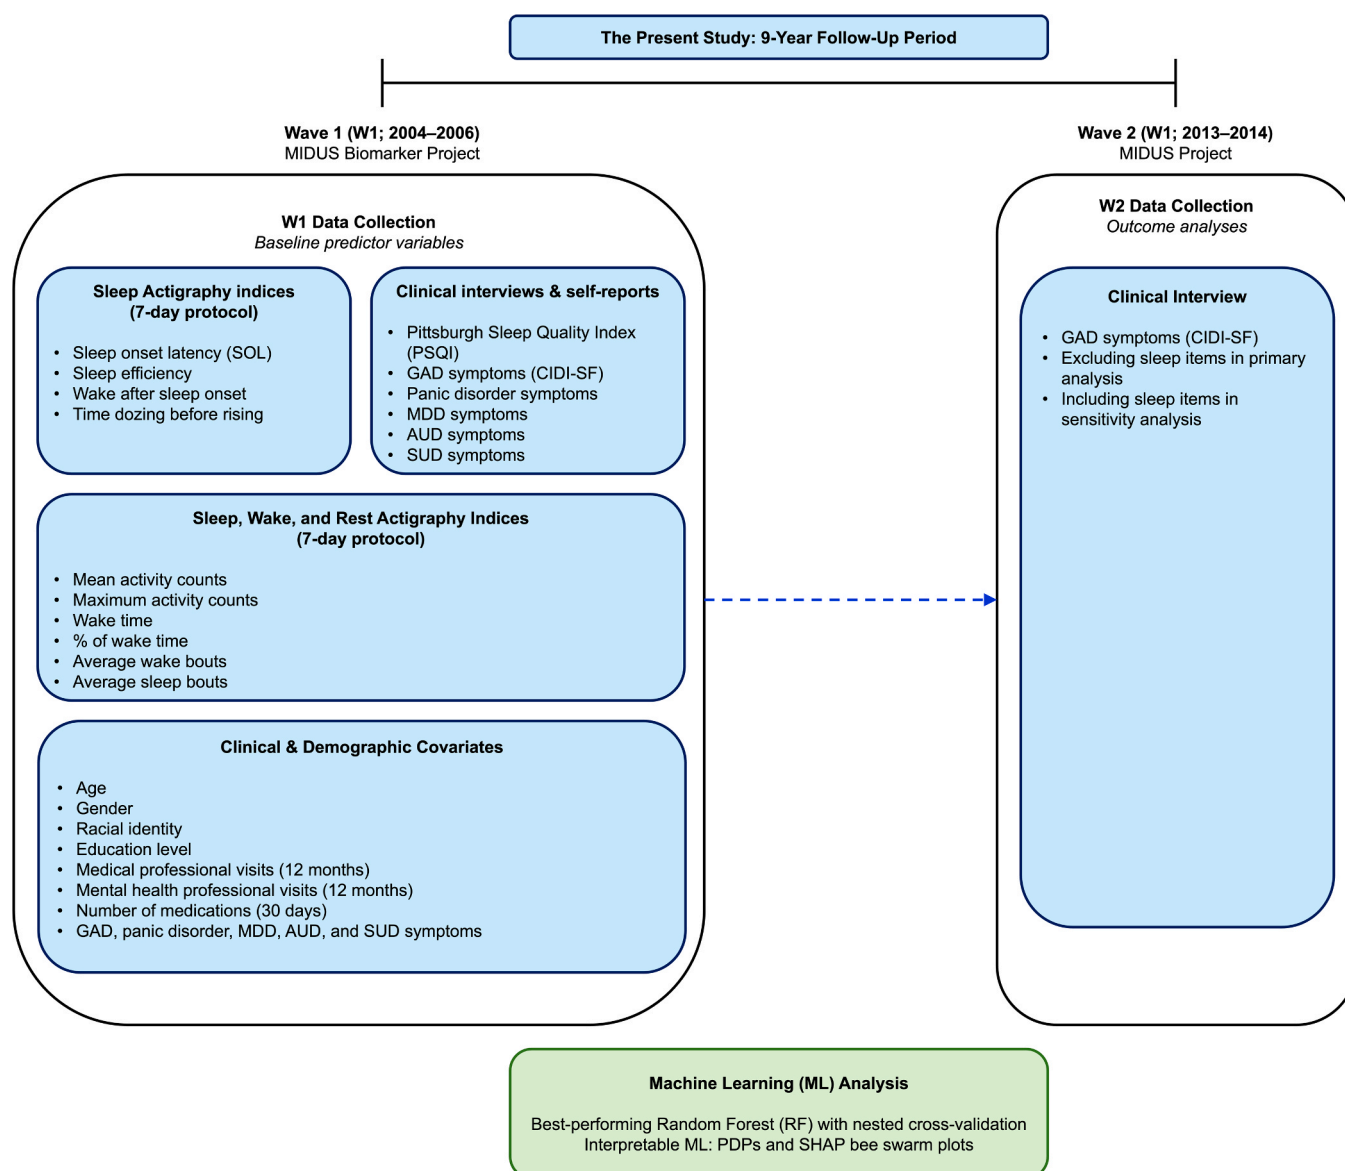 The Present Study: 9-Year Follow-Up Period
Wave 1 (W1; 2004–2006)
MIDUS Biomarker Project
Wave 2 (W1; 2013–2014)
MIDUS Project
W1 Data Collection
Baseline predictor variables
Sleep Actigraphy indices
(7-day protocol)
• Sleep onset latency (SOL)
• Sleep efficiency
• Wake after sleep onset
• Time dozing before rising
Clinical interviews & self-reports
• Pittsburgh Sleep Quality Index
(PSQI)
• GAD symptoms (CIDI-SF)
• Panic disorder symptoms
• MDD symptoms
• AUD symptoms
• SUD symptoms
Sleep, Wake, and Rest Actigraphy Indices
(7-day protocol)
• Mean activity counts
• Maximum activity counts
• Wake time
• % of wake time
• Average wake bouts
• Average sleep bouts
Clinical & Demographic Covariates
• Age
• Gender
• Racial identity
• Education level
• Medical professional visits (12 months)
• Mental health professional visits (12 months)
• Number of medications (30 days)
• GAD, panic disorder, MDD, AUD, and SUD symptoms
W2 Data Collection
Outcome analyses
Clinical Interview
• GAD symptoms (CIDI-SF)
• Excluding sleep items in primary
analysis
• Including sleep items in
sensitivity analysis
Machine Learning (ML) Analysis
Best-performing Random Forest (RF) with nested cross-validation
Interpretable ML: PDPs and SHAP bee swarm plots